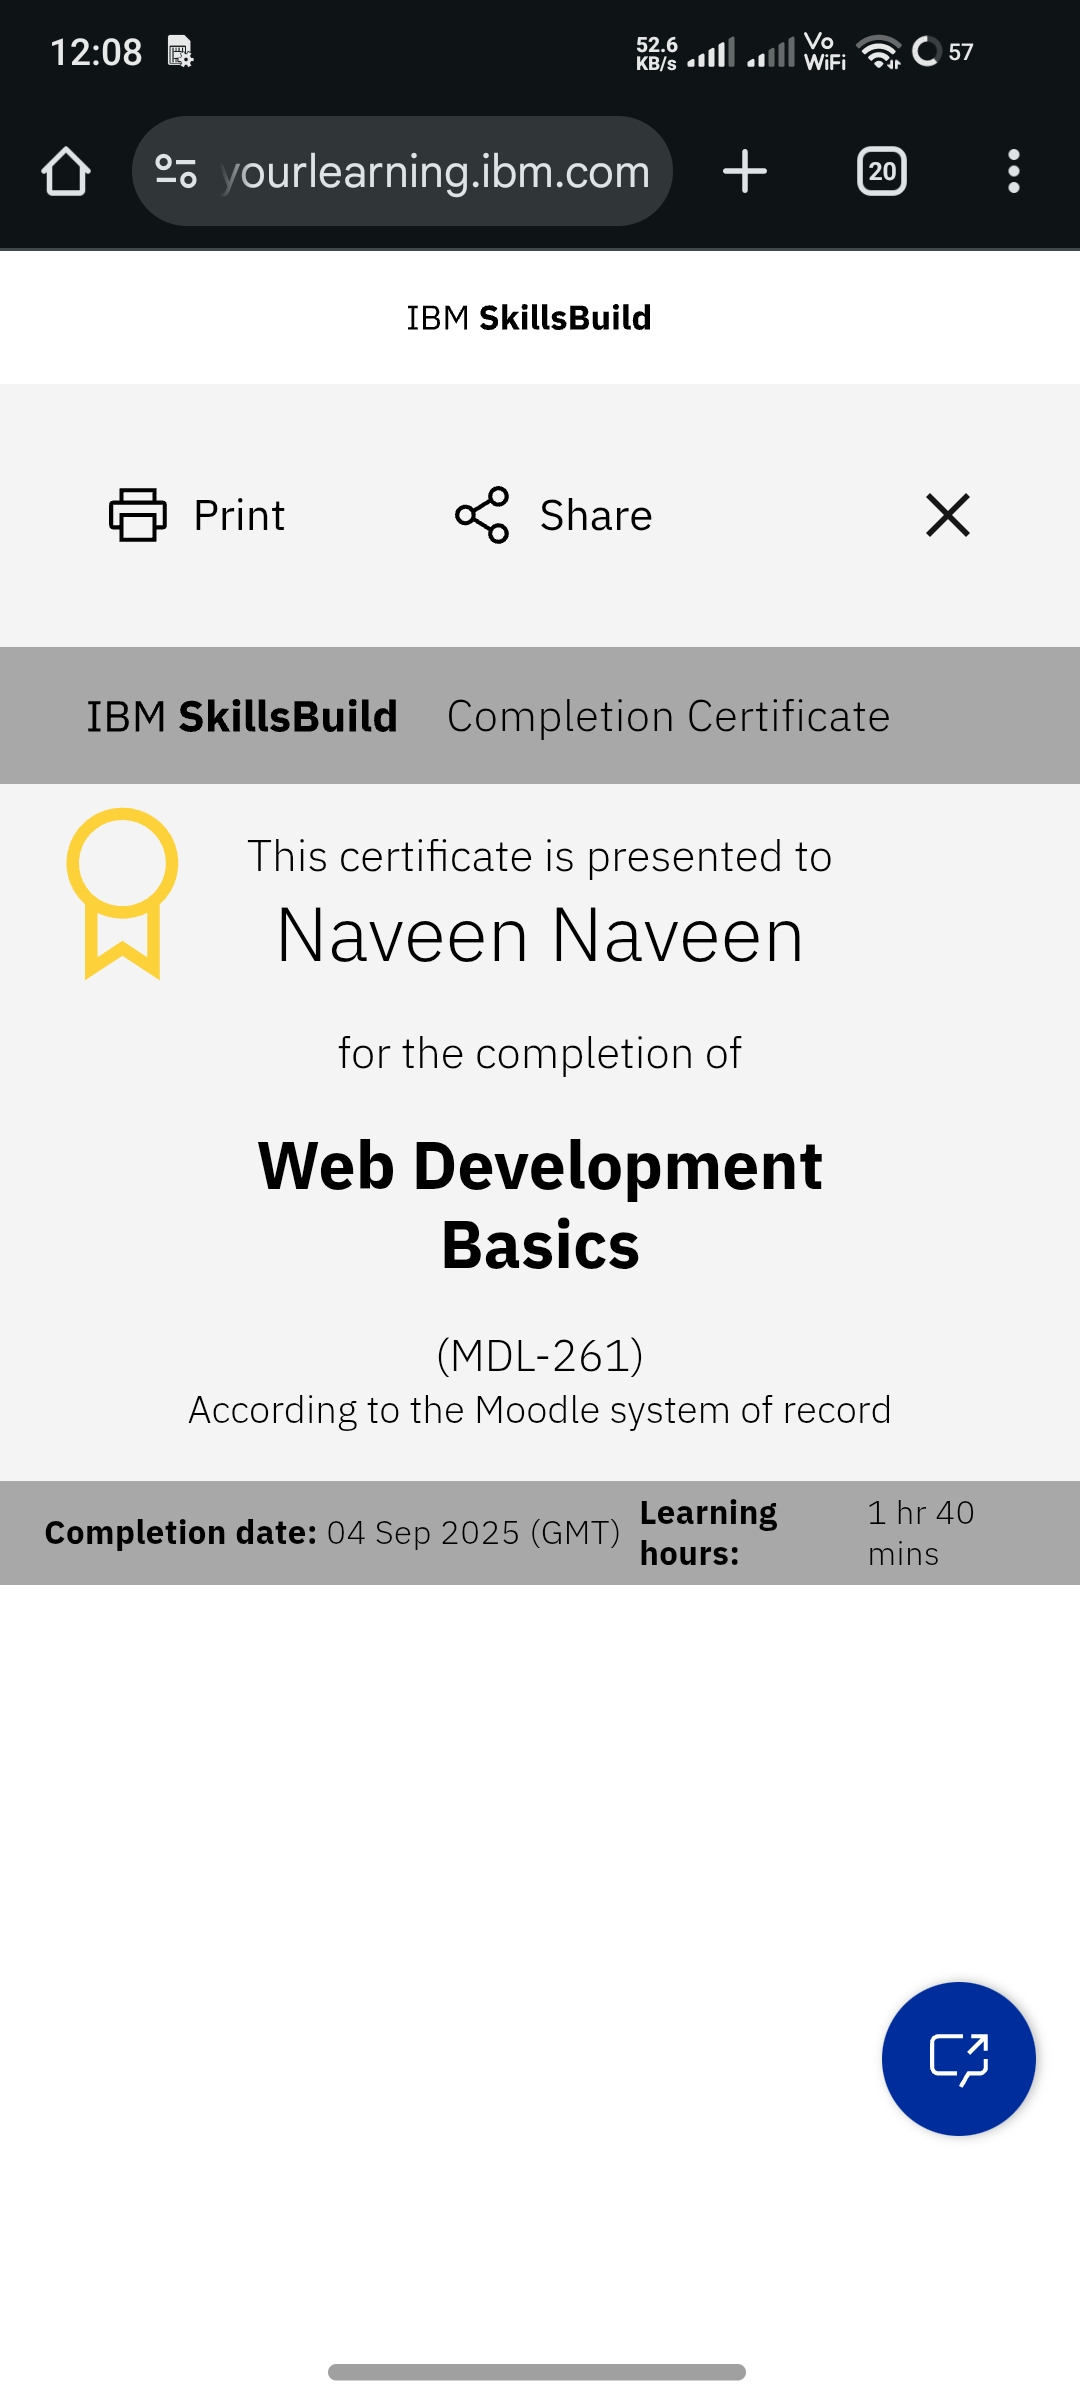 12:08
52.6
KB/s
Vo
WiFi
57
yourlearning.ibm.com
20
IBM SkillsBuild
Print
Share
IBM SkillsBuild Completion Certificate
This certificate is presented to
Naveen Naveen
for the completion of
Web Development
Basics
(MDL-261)
According to the Moodle system of record
Completion date: 04 Sep 2025 (GMT)
Learning
hours:
1 hr 40
mins